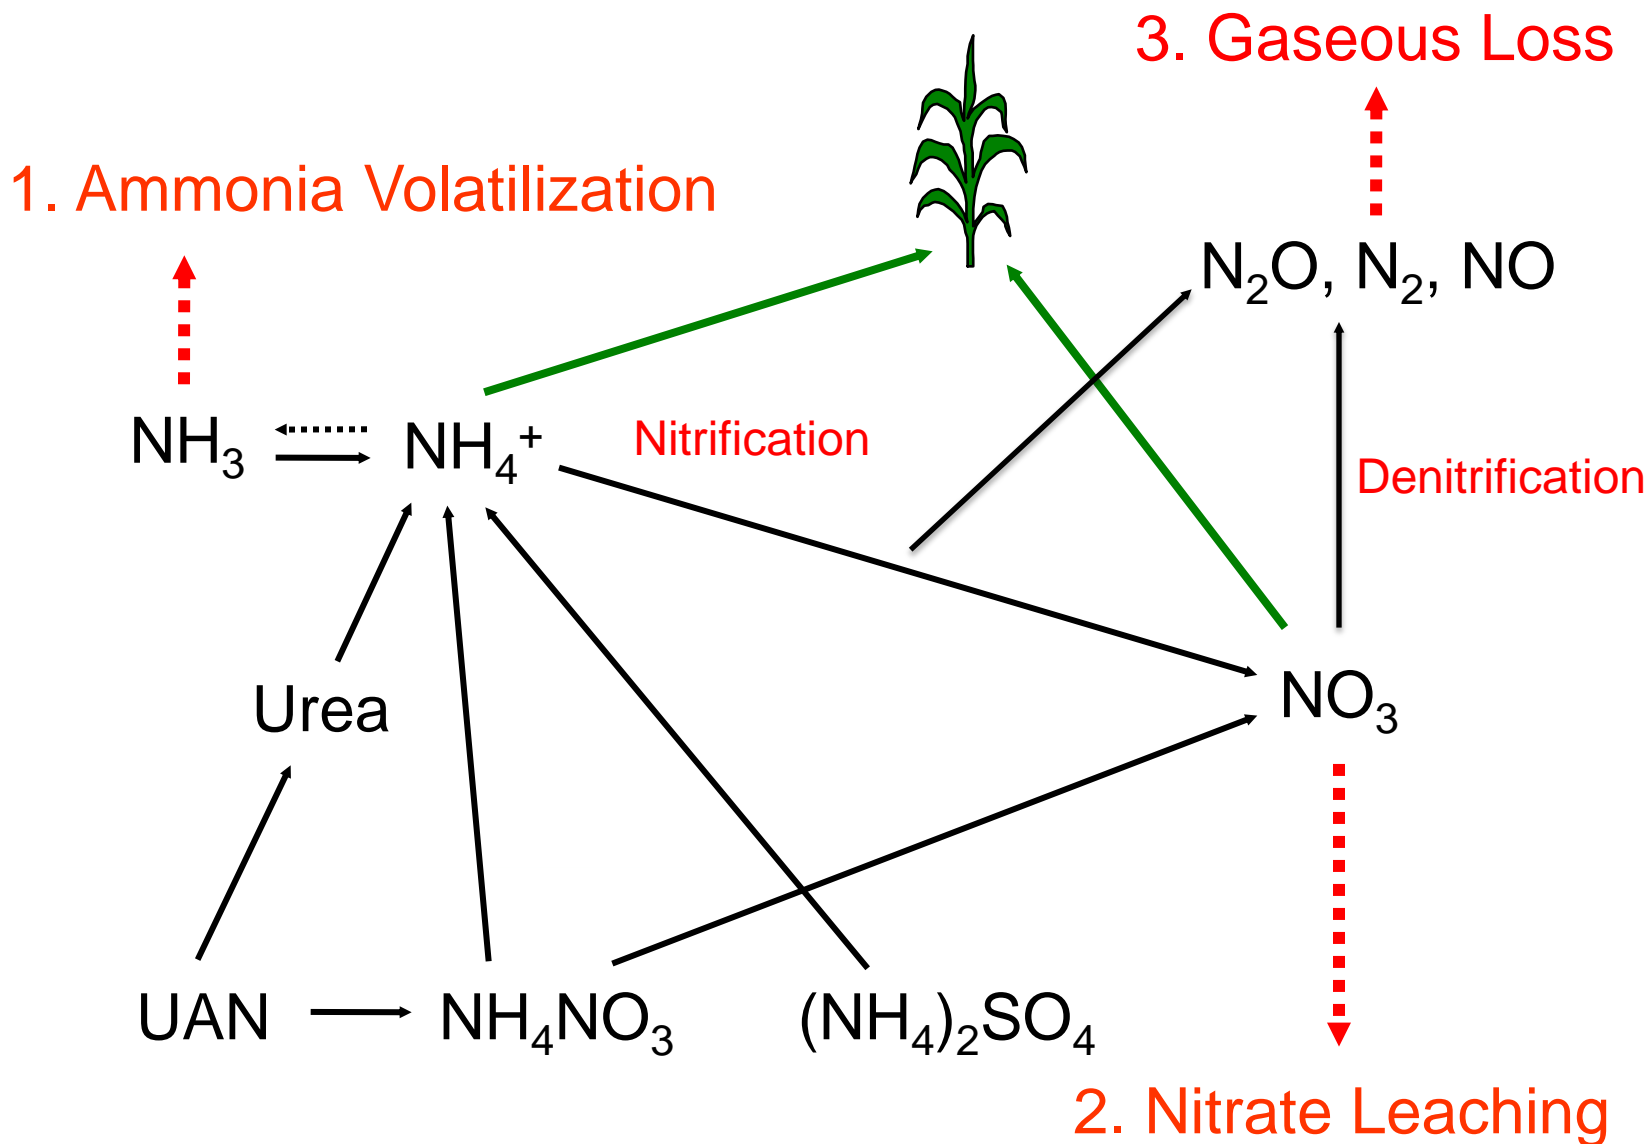 3. Gaseous Loss
1. Ammonia Volatilization
N₂O, N₂, NO
NH₃
NH₄⁺
Nitrification
Denitrification
Urea
NO₃
UAN
NH₄NO₃
(NH₄)₂SO₄
2. Nitrate Leaching